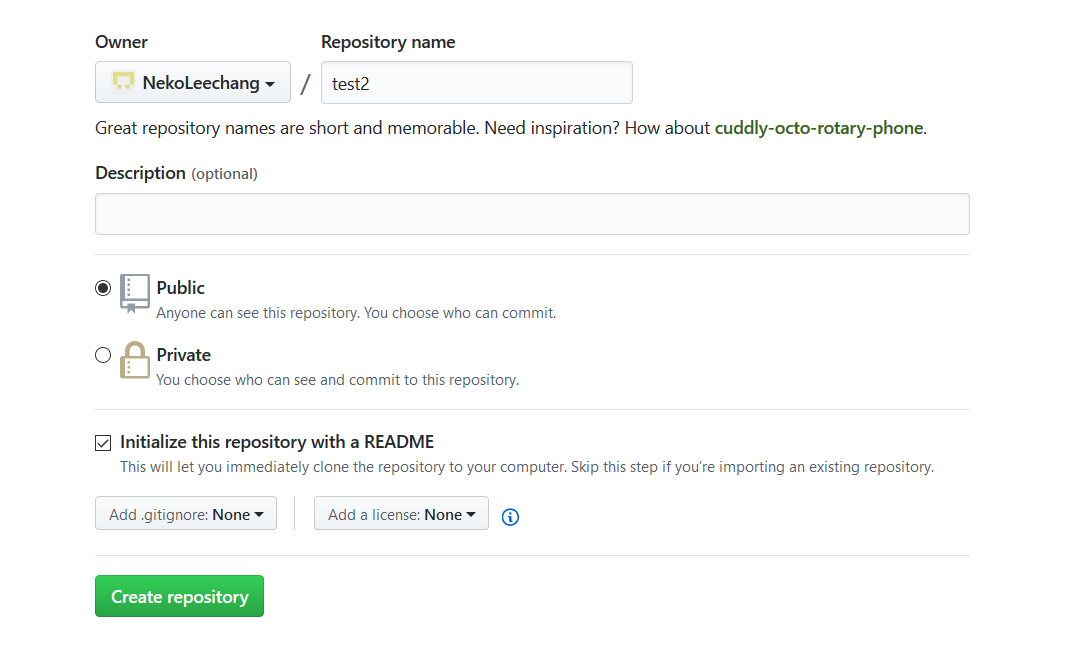 Owner Repository name
NekoLeechang / test2
Great repository names are short and memorable. Need inspiration? How about cuddly-octo-rotary-phone.
Description (optional)
Public
Anyone can see this repository. You choose who can commit.
Private
You choose who can see and commit to this repository.
Initialize this repository with a README
This will let you immediately clone the repository to your computer. Skip this step if you’re importing an existing repository.
Add .gitignore: None Add a license: None
Create repository